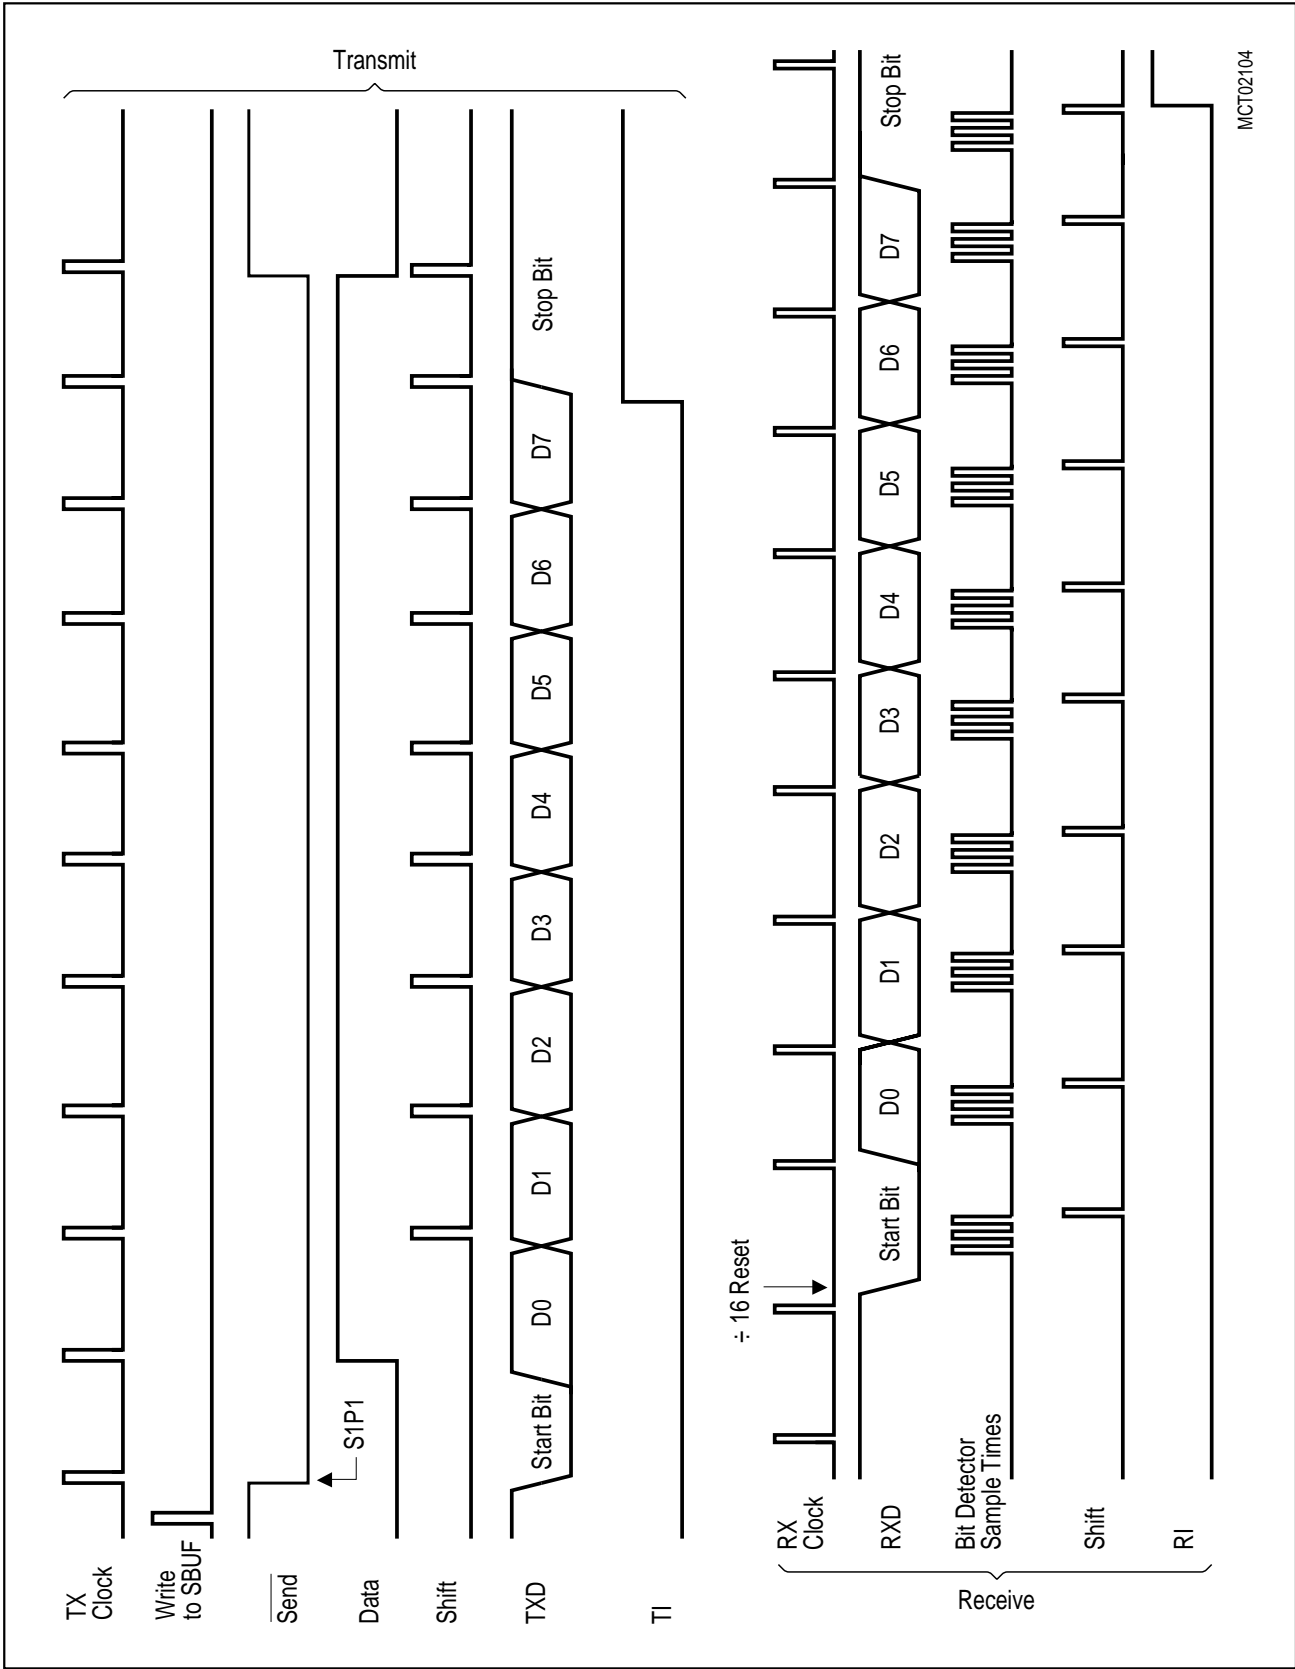 Transmit
TX
Clock
Write
to SBUF
Send
S1P1
Data
Shift
TXD
Start Bit
D0
D1
D2
D3
D4
D5
D6
D7
Stop Bit
TI
÷ 16 Reset
RX
Clock
RXD
Start Bit
D0
D1
D2
D3
D4
D5
D6
D7
Stop Bit
Bit Detector
Sample Times
Shift
RI
Receive
MCT02104